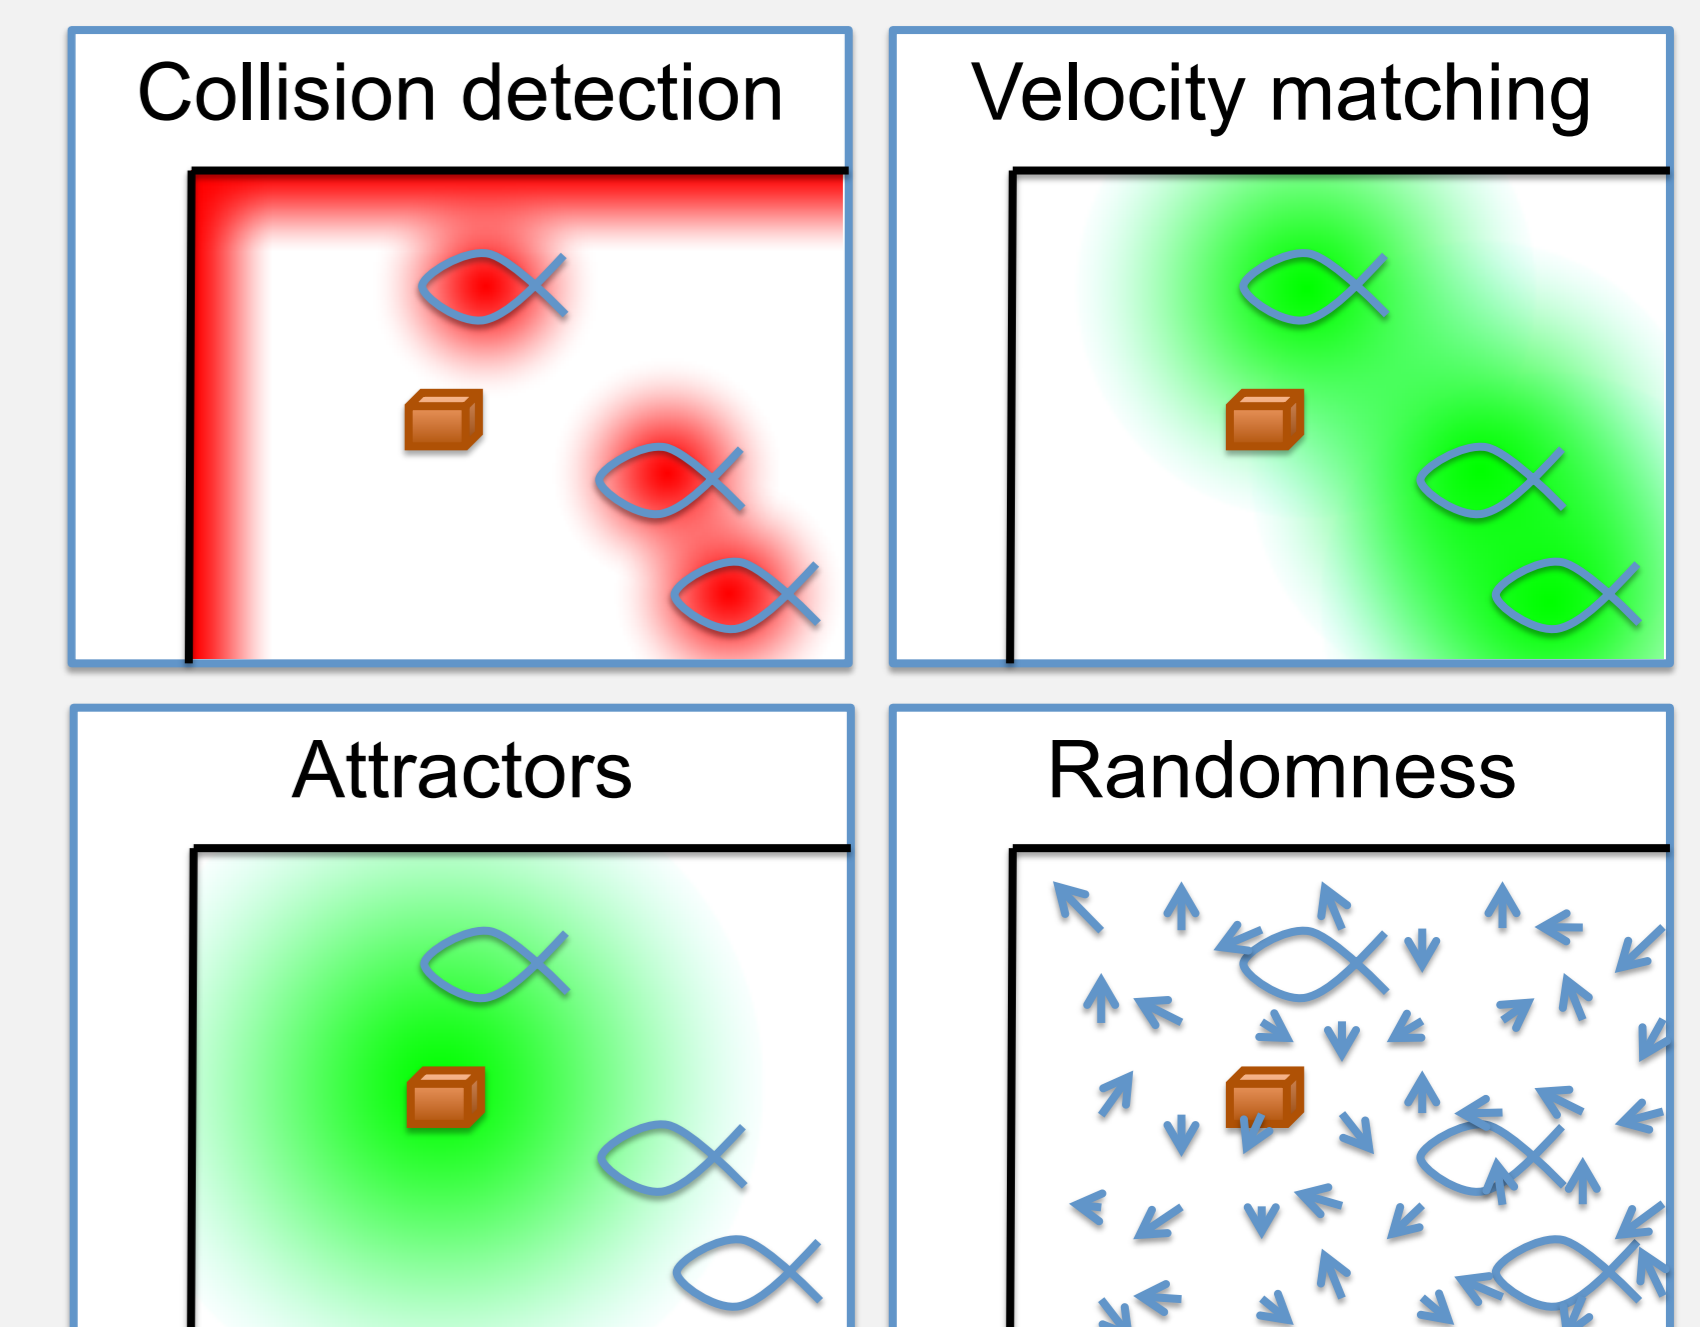 Collision detection
Velocity matching
Attractors
Randomness